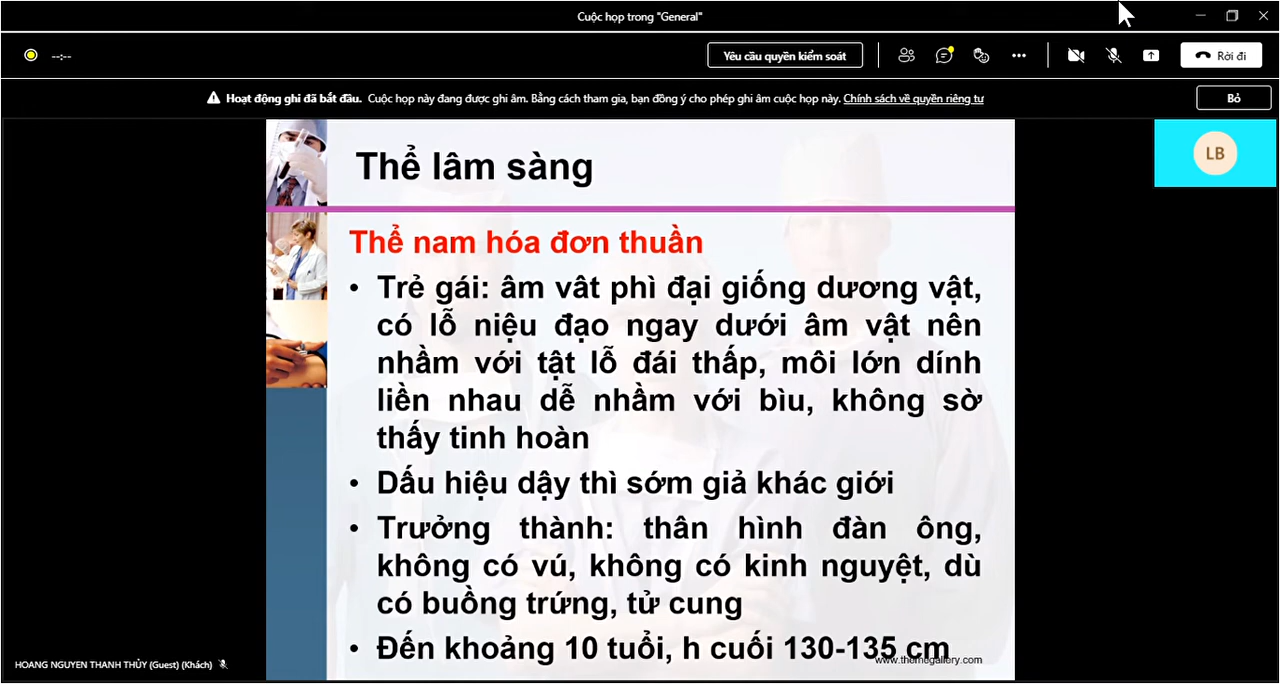 Cuộc họp trong "General"
--:--
Yêu cầu quyền kiểm soát
Rời đi
Hoạt động ghi đã bắt đầu. Cuộc họp này đang được ghi âm. Bằng cách tham gia, bạn đồng ý cho phép ghi âm cuộc họp này. Chính sách về quyền riêng tư
Bỏ
LB
Thể lâm sàng
Thể nam hóa đơn thuần
• Trẻ gái: âm vât phì đại giống dương vật,
có lỗ niệu đạo ngay dưới âm vật nên
nhầm với tật lỗ đái thấp, môi lớn dính
liền nhau dễ nhầm với bìu, không sờ
thấy tinh hoàn
• Dấu hiệu dậy thì sớm giả khác giới
• Trưởng thành: thân hình đàn ông,
không có vú, không có kinh nguyệt, dù
có buồng trứng, tử cung
• Đến khoảng 10 tuổi, h cuối 130-135 cm
www.themegallery.com
HOANG NGUYEN THANH THỦY (Guest) (Khách)